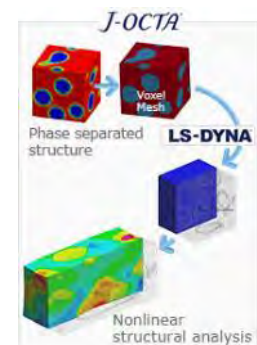 J-OCTA
Voxel
Mesh
Phase separated
structure
LS-DYNA
Nonlinear
structural analysis